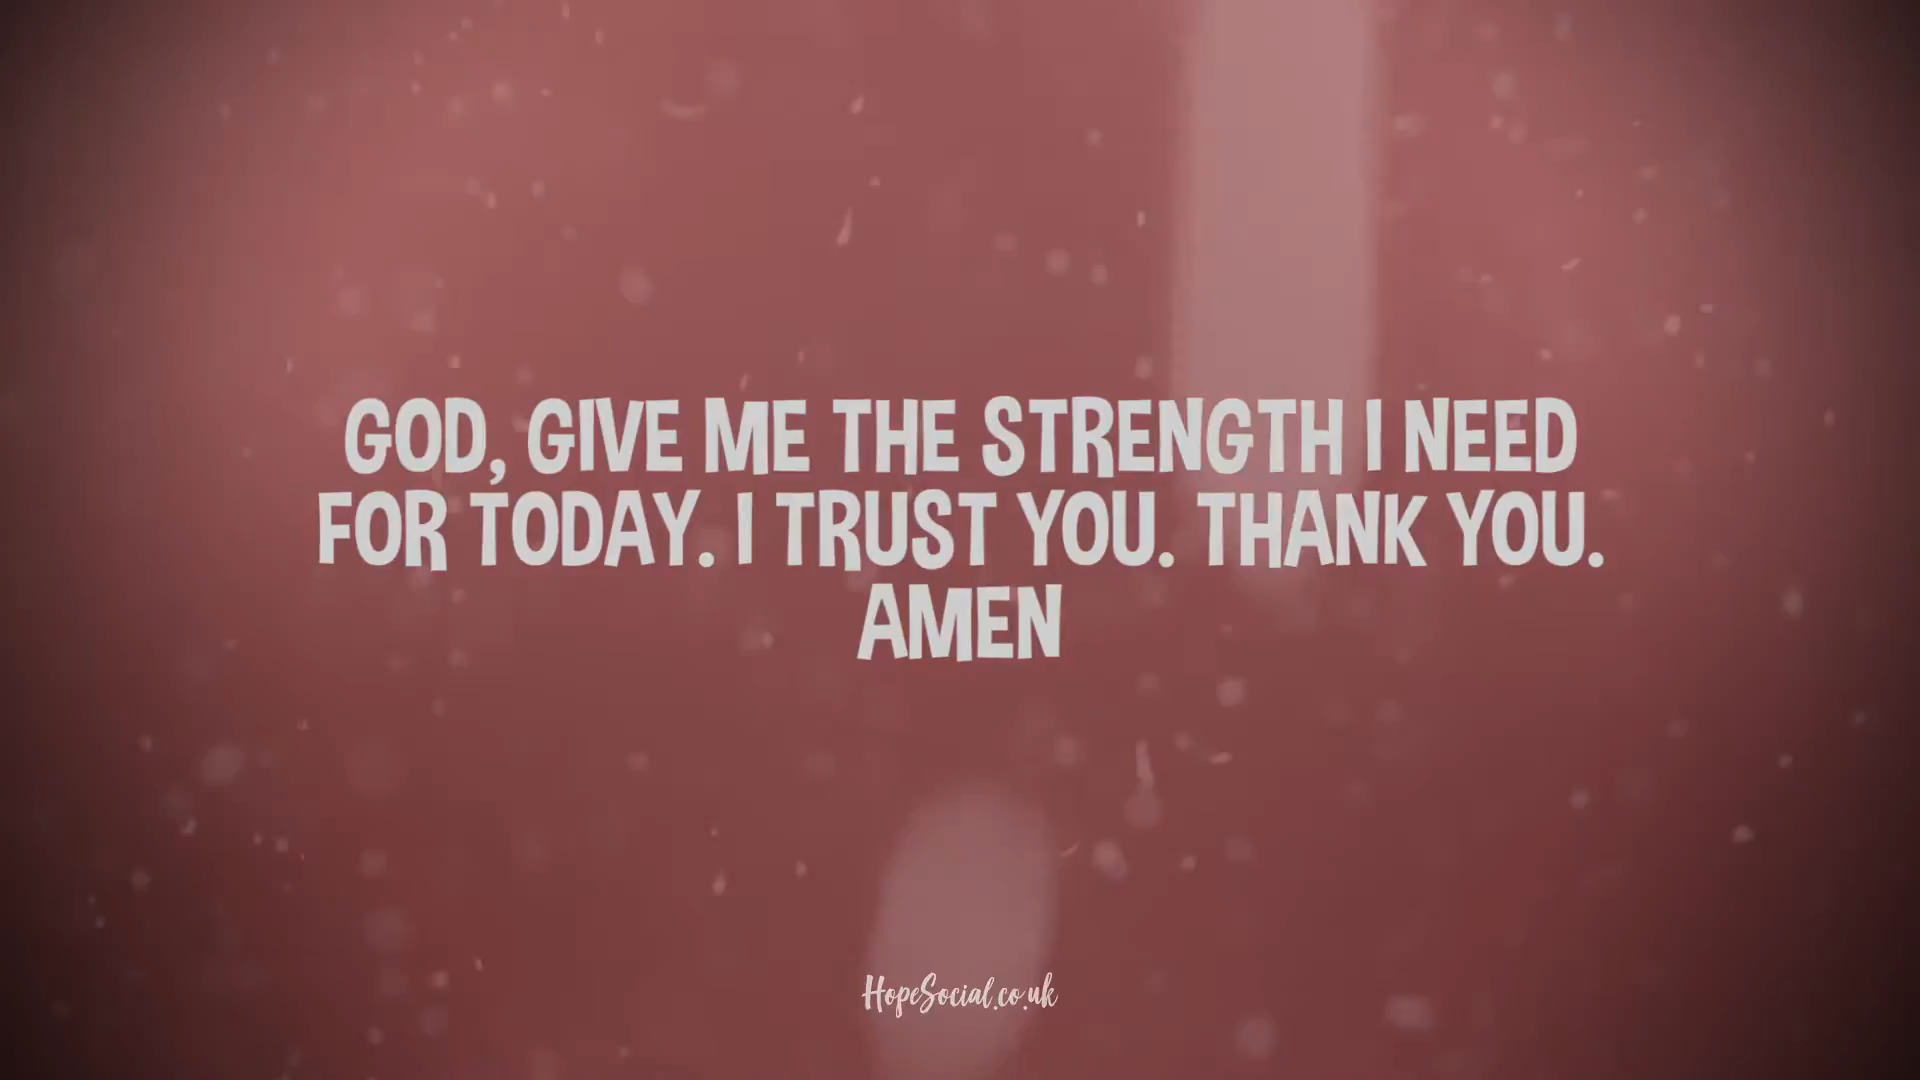 GOD, GIVE ME THE STRENGTH I NEED
FOR TODAY. I TRUST YOU. THANK YOU.
AMEN
HopeSocial.co.uk